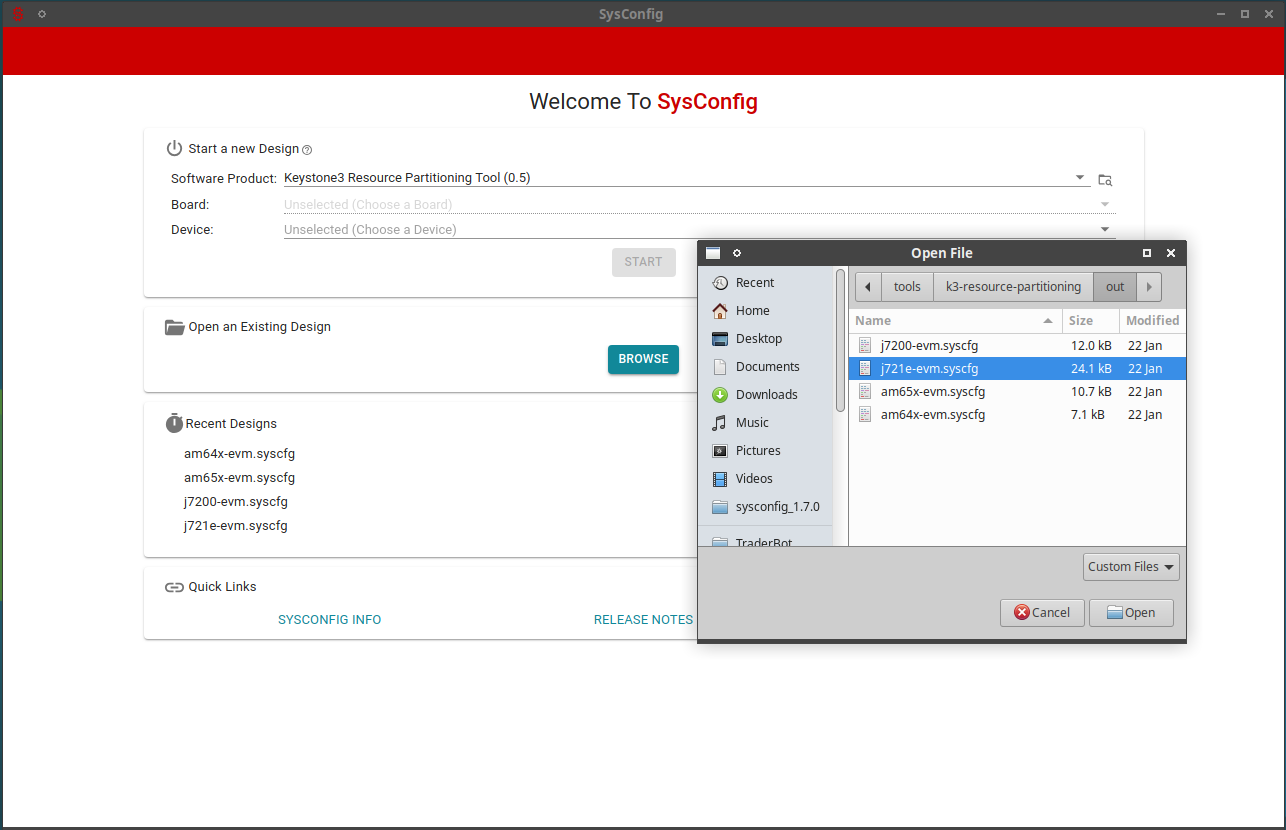 SysConfig
Welcome To SysConfig
Start a new Design
Software Product: Keystone3 Resource Partitioning Tool (0.5)
Board: Unselected (Choose a Board)
Device: Unselected (Choose a Device)
START
Open an Existing Design
BROWSE
Recent Designs
am64x-evm.syscfg
am65x-evm.syscfg
j7200-evm.syscfg
j721e-evm.syscfg
Quick Links
SYSCONFIG INFO RELEASE NOTES
Open File
Recent
Home
Desktop
Documents
Downloads
Music
Pictures
Videos
sysconfig_1.7.0
TraderBot
tools k3-resource-partitioning out
Name Size Modified
j7200-evm.syscfg 12.0 kB 22 Jan
j721e-evm.syscfg 24.1 kB 22 Jan
am65x-evm.syscfg 10.7 kB 22 Jan
am64x-evm.syscfg 7.1 kB 22 Jan
Custom Files
Cancel Open